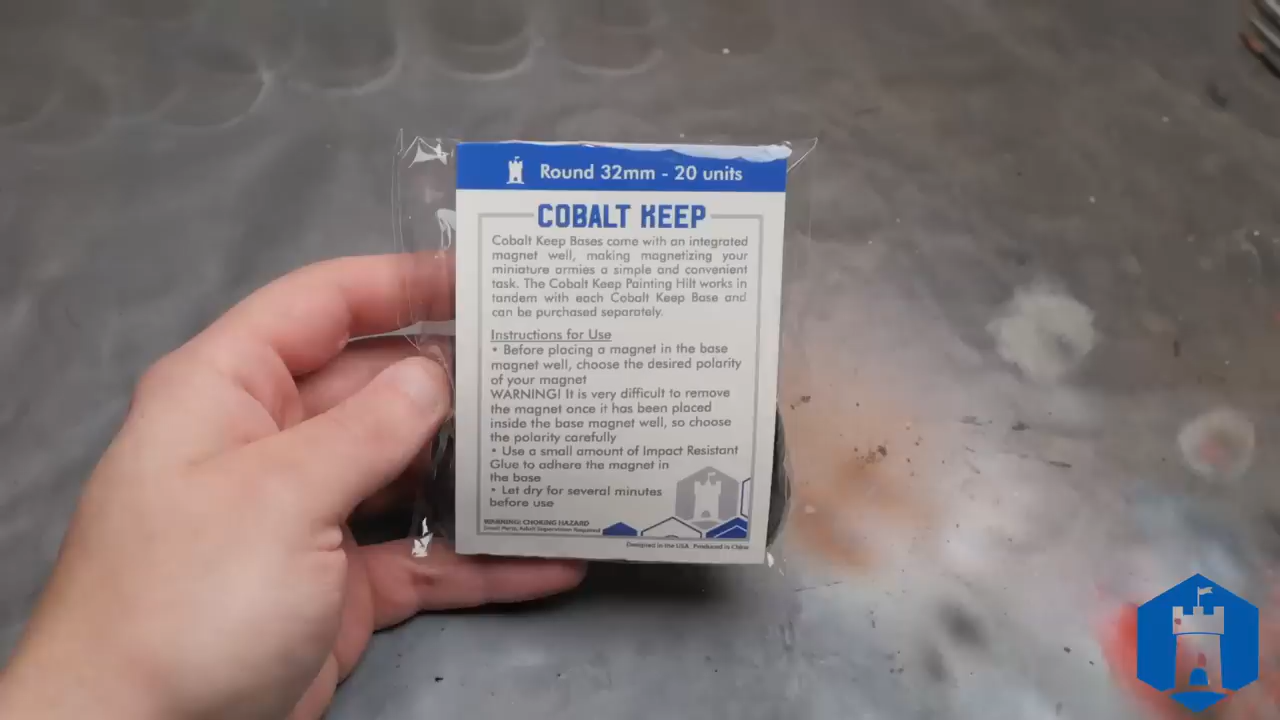 Round 32mm - 20 units
COBALT KEEP
Cobalt Keep Bases come with an integrated
magnet well, making magnetizing your
miniature armies a simple and convenient
task. The Cobalt Keep Painting Hilt works in
tandem with each Cobalt Keep Base and
can be purchased separately.
Instructions for Use
• Before placing a magnet in the base
magnet well, choose the desired polarity
of your magnet
WARNING! It is very difficult to remove
the magnet once it has been placed
inside the base magnet well, so choose
the polarity carefully
• Use a small amount of Impact Resistant
Glue to adhere the magnet in
the base
• Let dry for several minutes
before use
WARNING: CHOKING HAZARD
Small Parts, Adult Supervision Required
Designed in the USA Produced in China